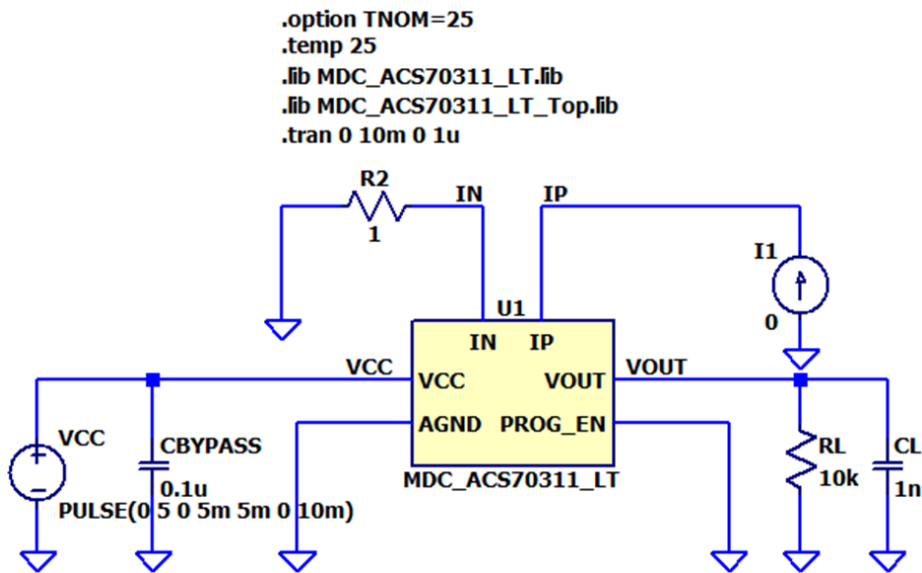 .option TNOM=25
.temp 25
.lib MDC_ACS70311_LT.lib
.lib MDC_ACS70311_LT_Top.lib
.tran 0 10m 0 1u
R2
IN
IP
1
I1
0
U1
IN
IP
VCC
VCC
VOUT
VOUT
AGND
PROG_EN
VCC
CBYPASS
RL
CL
MDC_ACS70311_LT
10k
0.1u
1n
PULSE(0 5 0 5m 5m 0 10m)